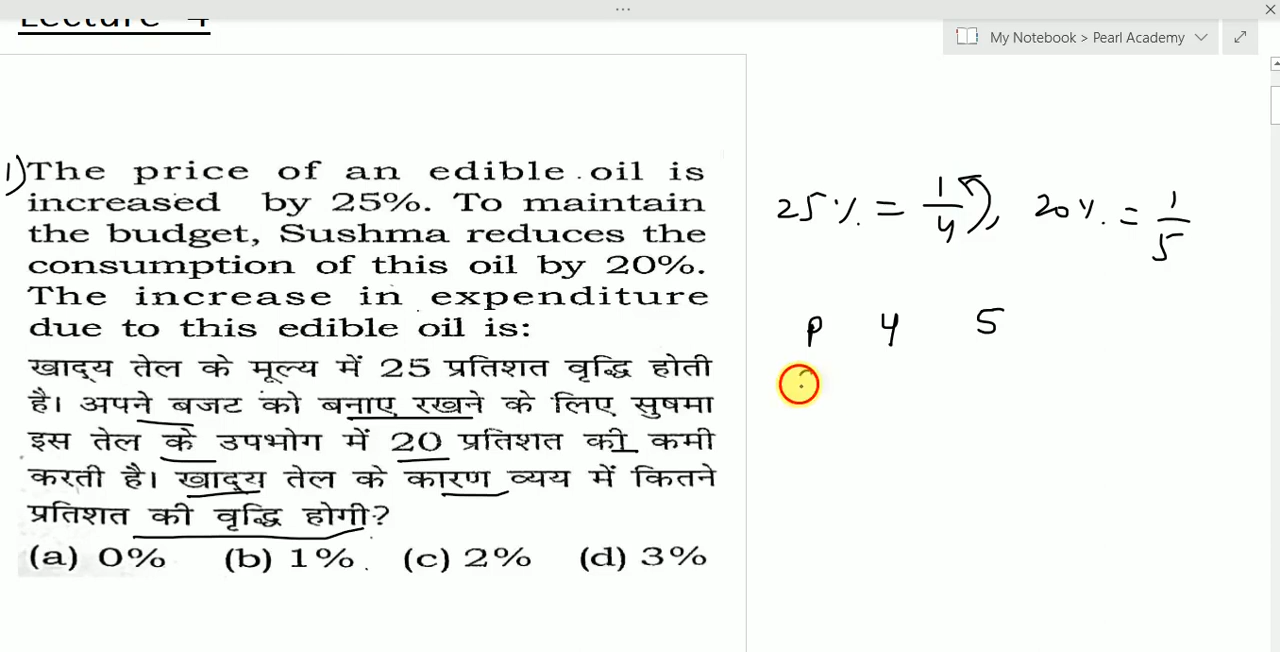 Lecture 4
My Notebook > Pearl Academy
1) The price of an edible oil is
increased by 25%. To maintain
the budget, Sushma reduces the
consumption of this oil by 20%.
The increase in expenditure
due to this edible oil is:
खाद्य तेल के मूल्य में 25 प्रतिशत वृद्धि होती
है। अपने बजट को बनाए रखने के लिए सुषमा
इस तेल के उपभोग में 20 प्रतिशत की कमी
करती है। खाद्य तेल के कारण व्यय में कितने
प्रतिशत की वृद्धि होगी?
(a) 0% (b) 1% (c) 2% (d) 3%
25% = 1/4, 20% = 1/5
P 4 5